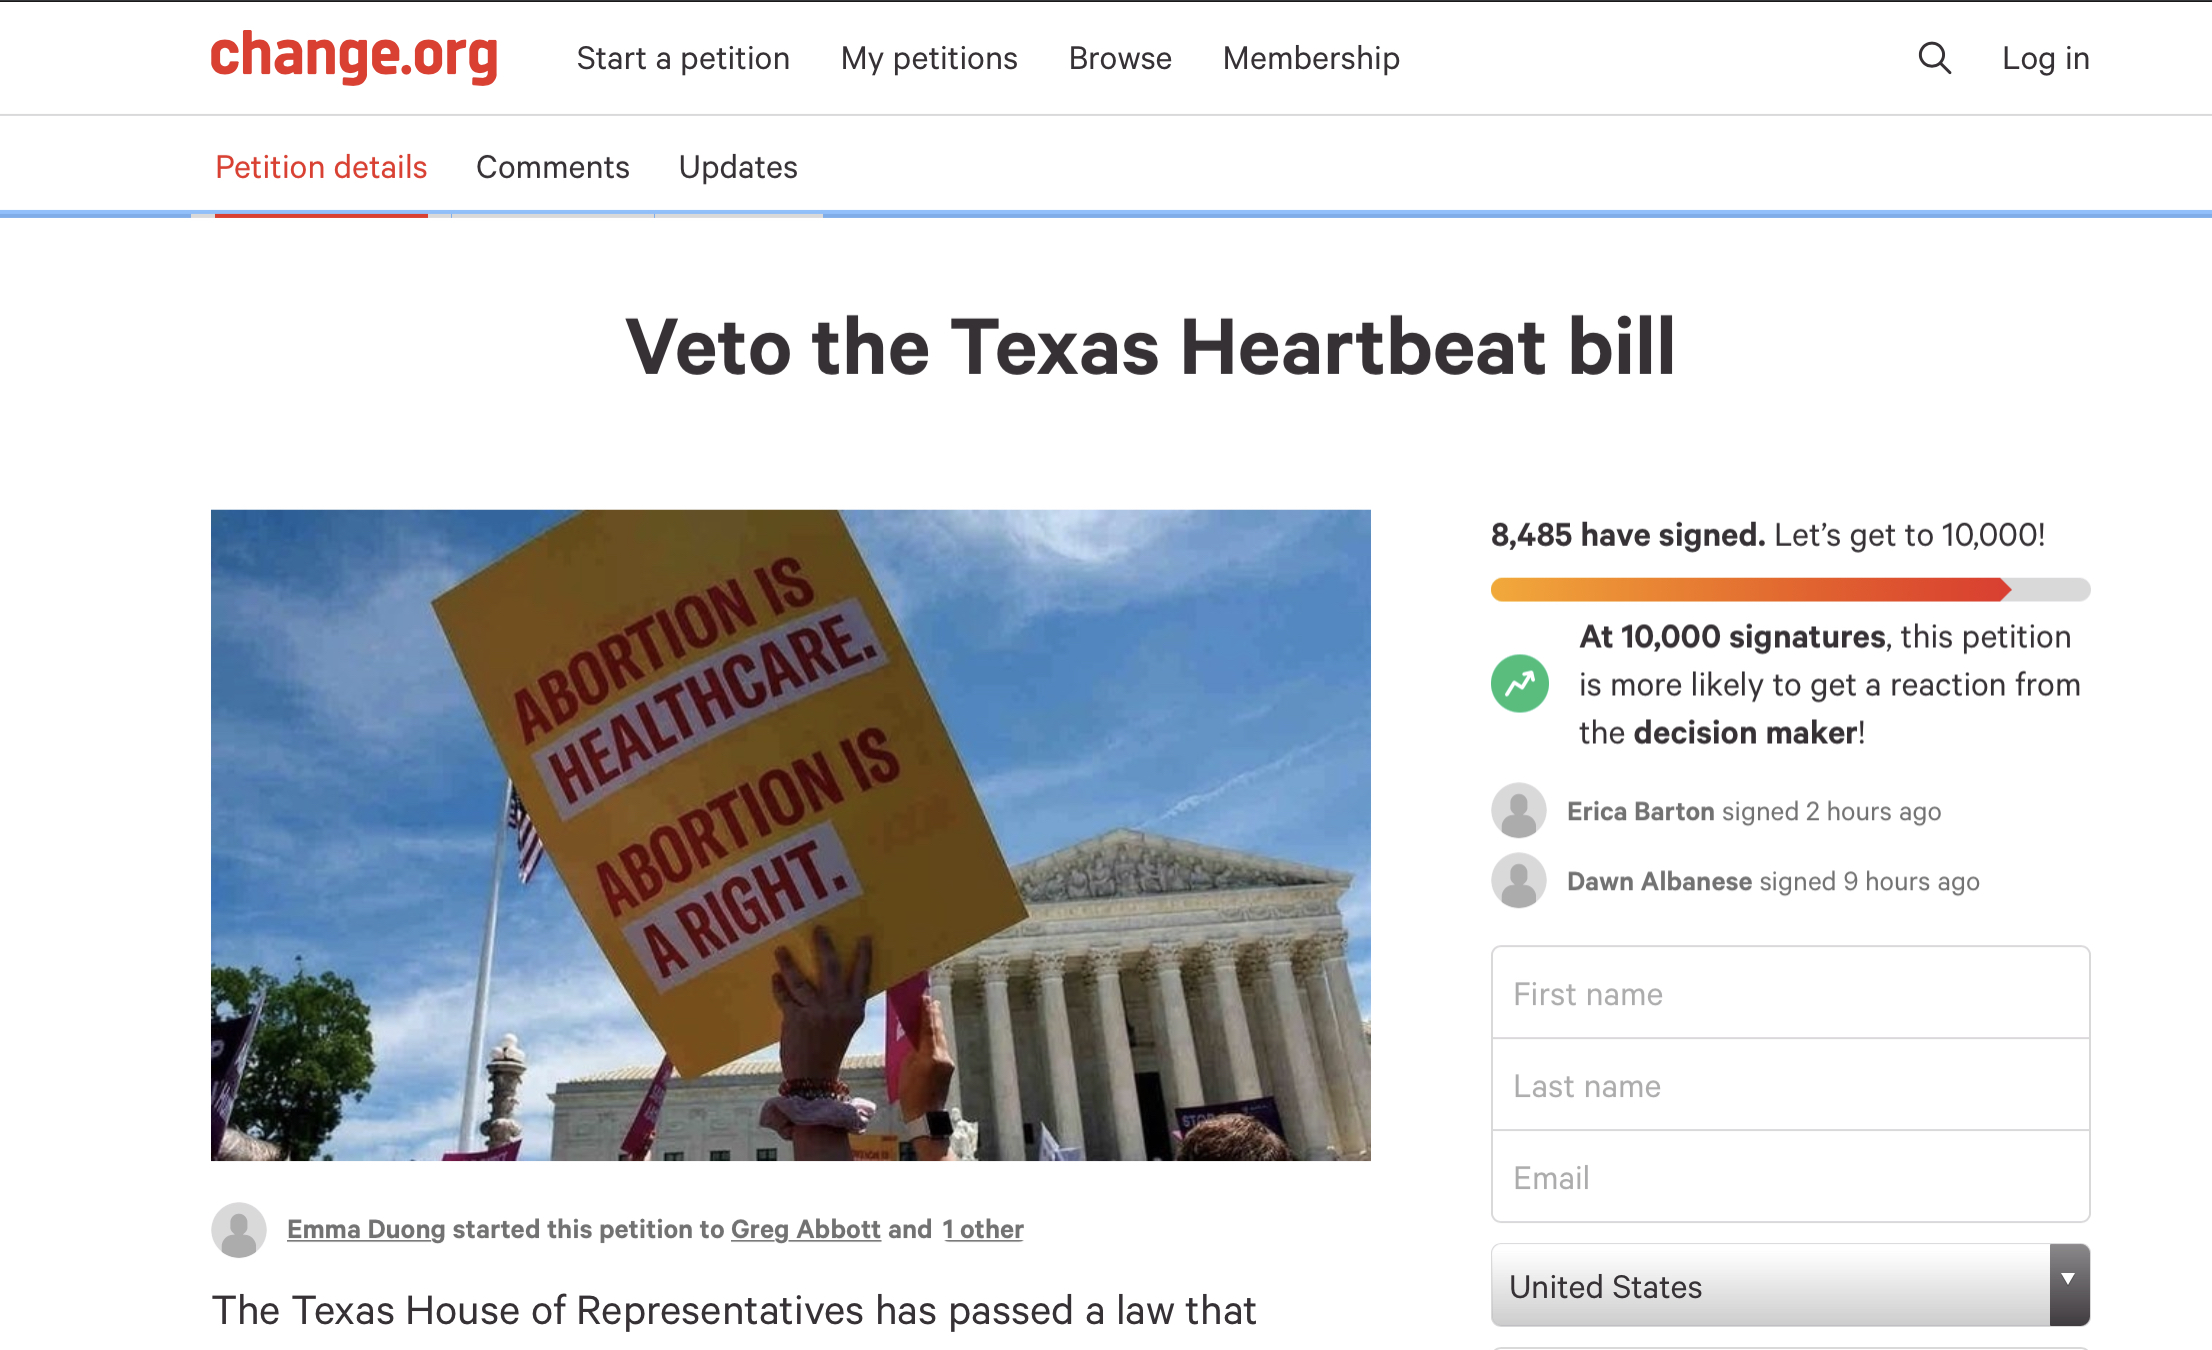 change.org
Start a petition
My petitions
Browse
Membership
Log in
Petition details
Comments
Updates
Veto the Texas Heartbeat bill
ABORTION IS
HEALTHCARE.
ABORTION IS
A RIGHT.
8,485 have signed. Let's get to 10,000!
At 10,000 signatures, this petition
is more likely to get a reaction from
the decision maker!
Erica Barton signed 2 hours ago
Dawn Albanese signed 9 hours ago
First name
Last name
Email
United States
Emma Duong started this petition to Greg Abbott and 1 other
The Texas House of Representatives has passed a law that